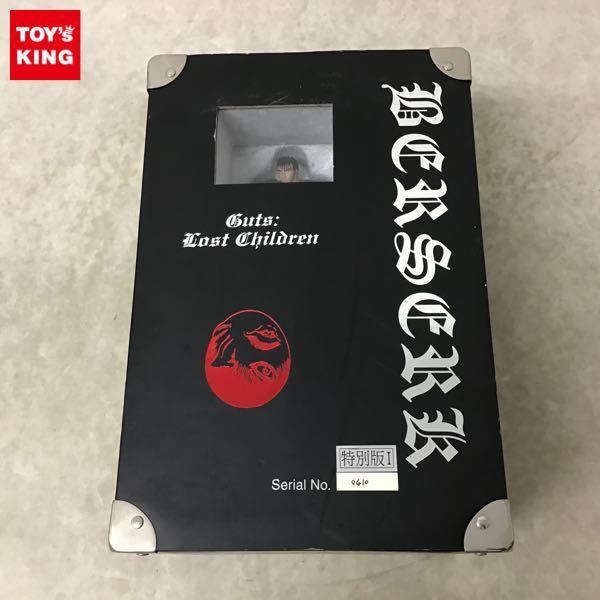 TOY's
KING
BERSERK
Guts:
Lost Children
特別版I
Serial No.
0610